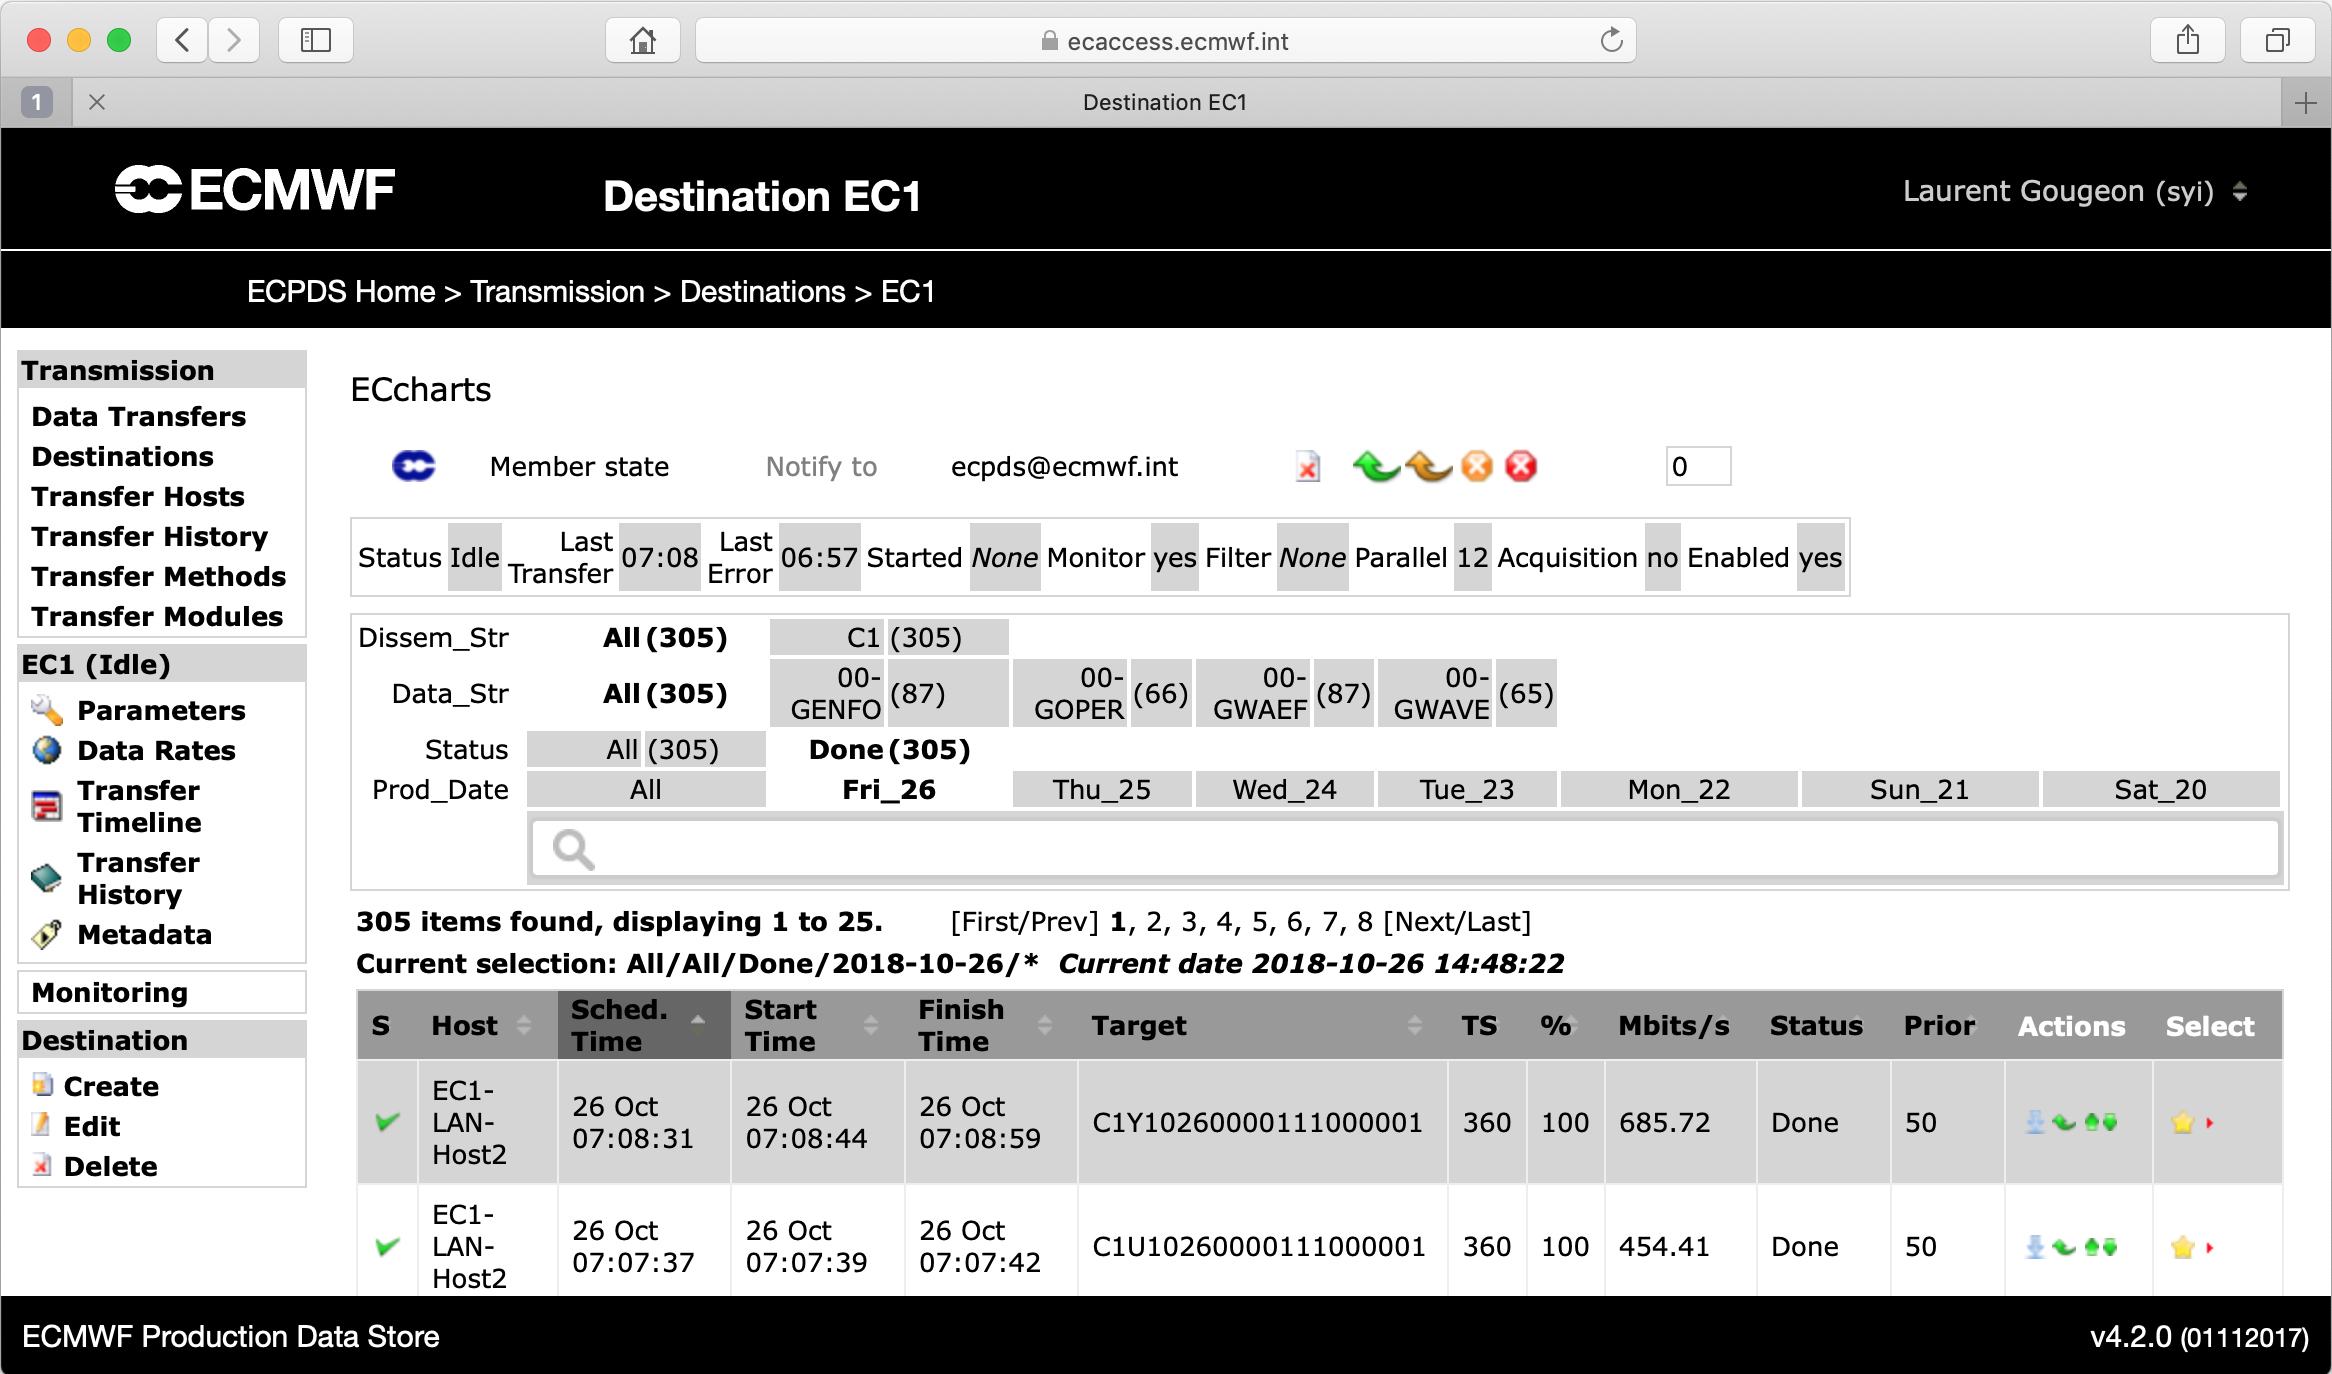 ecaccess.ecmwf.int
1
Destination EC1
ECMWF
Destination EC1
Laurent Gougeon (syi)
ECPDS Home > Transmission > Destinations > EC1
Transmission
Data Transfers
Destinations
Transfer Hosts
Transfer History
Transfer Methods
Transfer Modules
EC1 (Idle)
Parameters
Data Rates
Transfer
Timeline
Transfer
History
Metadata
Monitoring
Destination
Create
Edit
Delete
ECcharts
Member state Notify to ecpds@ecmwf.int 0
Status Idle Last Transfer 07:08 Last Error 06:57 Started None Monitor yes Filter None Parallel 12 Acquisition no Enabled yes
Dissem_Str All (305) C1 (305)
Data_Str All (305) 00-GENFO (87) 00-GOPER (66) 00-GWAEF (87) 00-GWAVE (65)
Status All (305) Done (305)
Prod_Date All Fri_26 Thu_25 Wed_24 Tue_23 Mon_22 Sun_21 Sat_20
305 items found, displaying 1 to 25. [First/Prev] 1, 2, 3, 4, 5, 6, 7, 8 [Next/Last]
Current selection: All/All/Done/2018-10-26/* Current date 2018-10-26 14:48:22
S Host Sched. Time Start Time Finish Time Target TS % Mbits/s Status Prior Actions Select
EC1-LAN-Host2 26 Oct 07:08:31 26 Oct 07:08:44 26 Oct 07:08:59 C1Y10260000111000001 360 100 685.72 Done 50
EC1-LAN-Host2 26 Oct 07:07:37 26 Oct 07:07:39 26 Oct 07:07:42 C1U10260000111000001 360 100 454.41 Done 50
ECMWF Production Data Store
v4.2.0 (01112017)